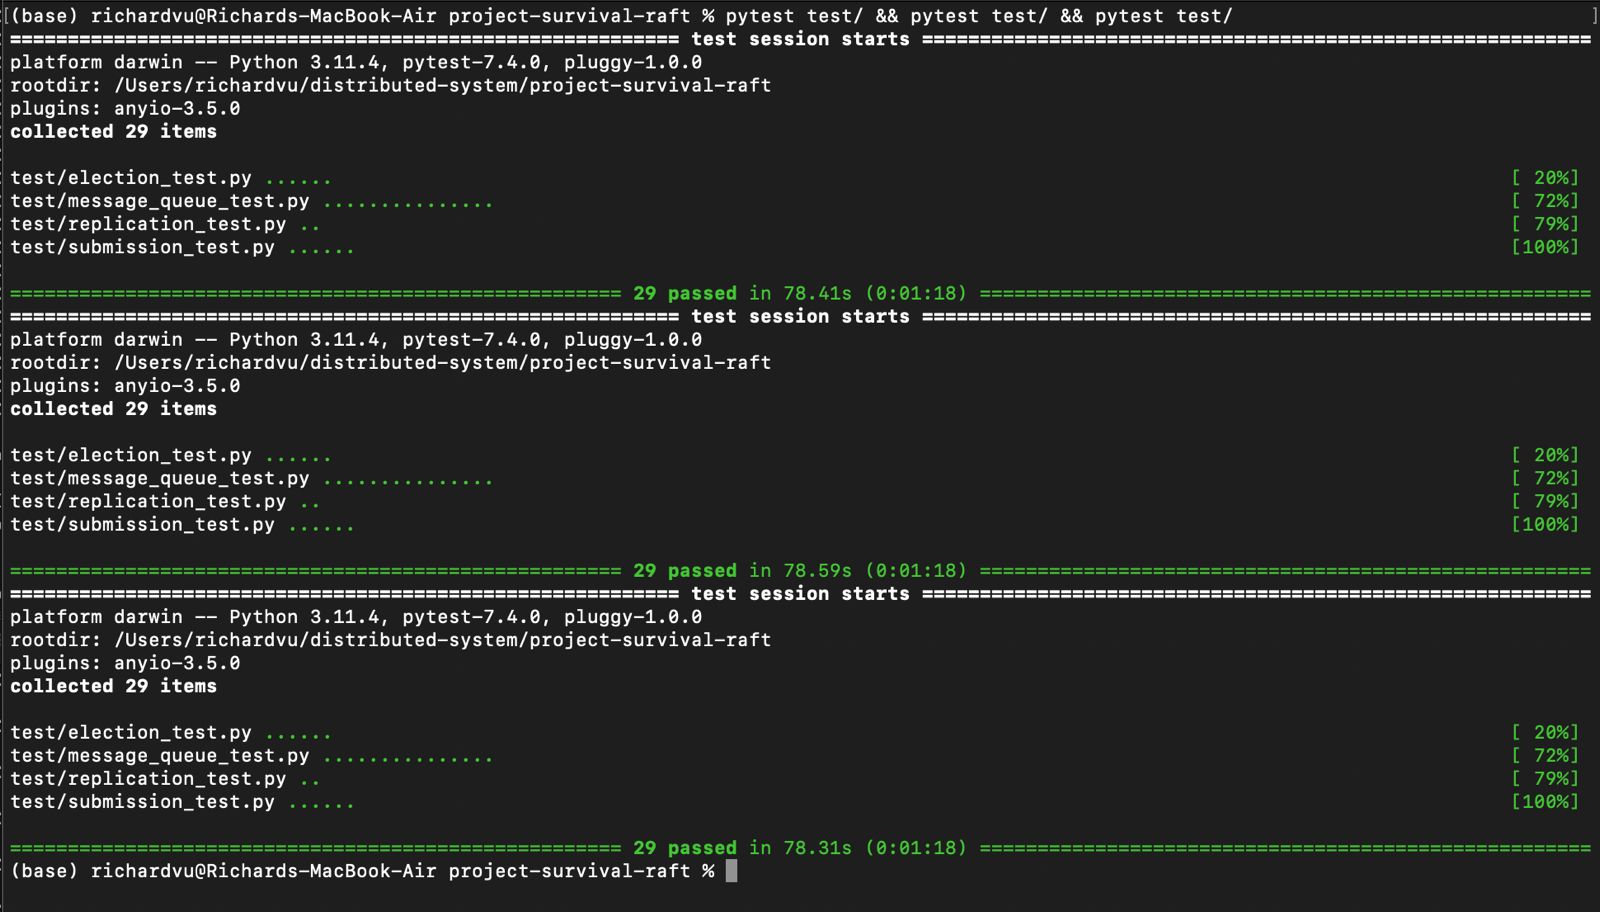 (base) richardvu@Richards-MacBook-Air project-survival-raft % pytest test/ && pytest test/ && pytest test/
================================================== test session starts ==================================================
platform darwin -- Python 3.11.4, pytest-7.4.0, pluggy-1.0.0
rootdir: /Users/richardvu/distributed-system/project-survival-raft
plugins: anyio-3.5.0
collected 29 items
test/election_test.py ...... [ 20%]
test/message_queue_test.py ............... [ 72%]
test/replication_test.py .. [ 79%]
test/submission_test.py ...... [100%]
================================================== 29 passed in 78.41s (0:01:18) ==================================================
================================================== test session starts ==================================================
platform darwin -- Python 3.11.4, pytest-7.4.0, pluggy-1.0.0
rootdir: /Users/richardvu/distributed-system/project-survival-raft
plugins: anyio-3.5.0
collected 29 items
test/election_test.py ...... [ 20%]
test/message_queue_test.py ............... [ 72%]
test/replication_test.py .. [ 79%]
test/submission_test.py ...... [100%]
================================================== 29 passed in 78.59s (0:01:18) ==================================================
================================================== test session starts ==================================================
platform darwin -- Python 3.11.4, pytest-7.4.0, pluggy-1.0.0
rootdir: /Users/richardvu/distributed-system/project-survival-raft
plugins: anyio-3.5.0
collected 29 items
test/election_test.py ...... [ 20%]
test/message_queue_test.py ............... [ 72%]
test/replication_test.py .. [ 79%]
test/submission_test.py ...... [100%]
================================================== 29 passed in 78.31s (0:01:18) ==================================================
(base) richardvu@Richards-MacBook-Air project-survival-raft %